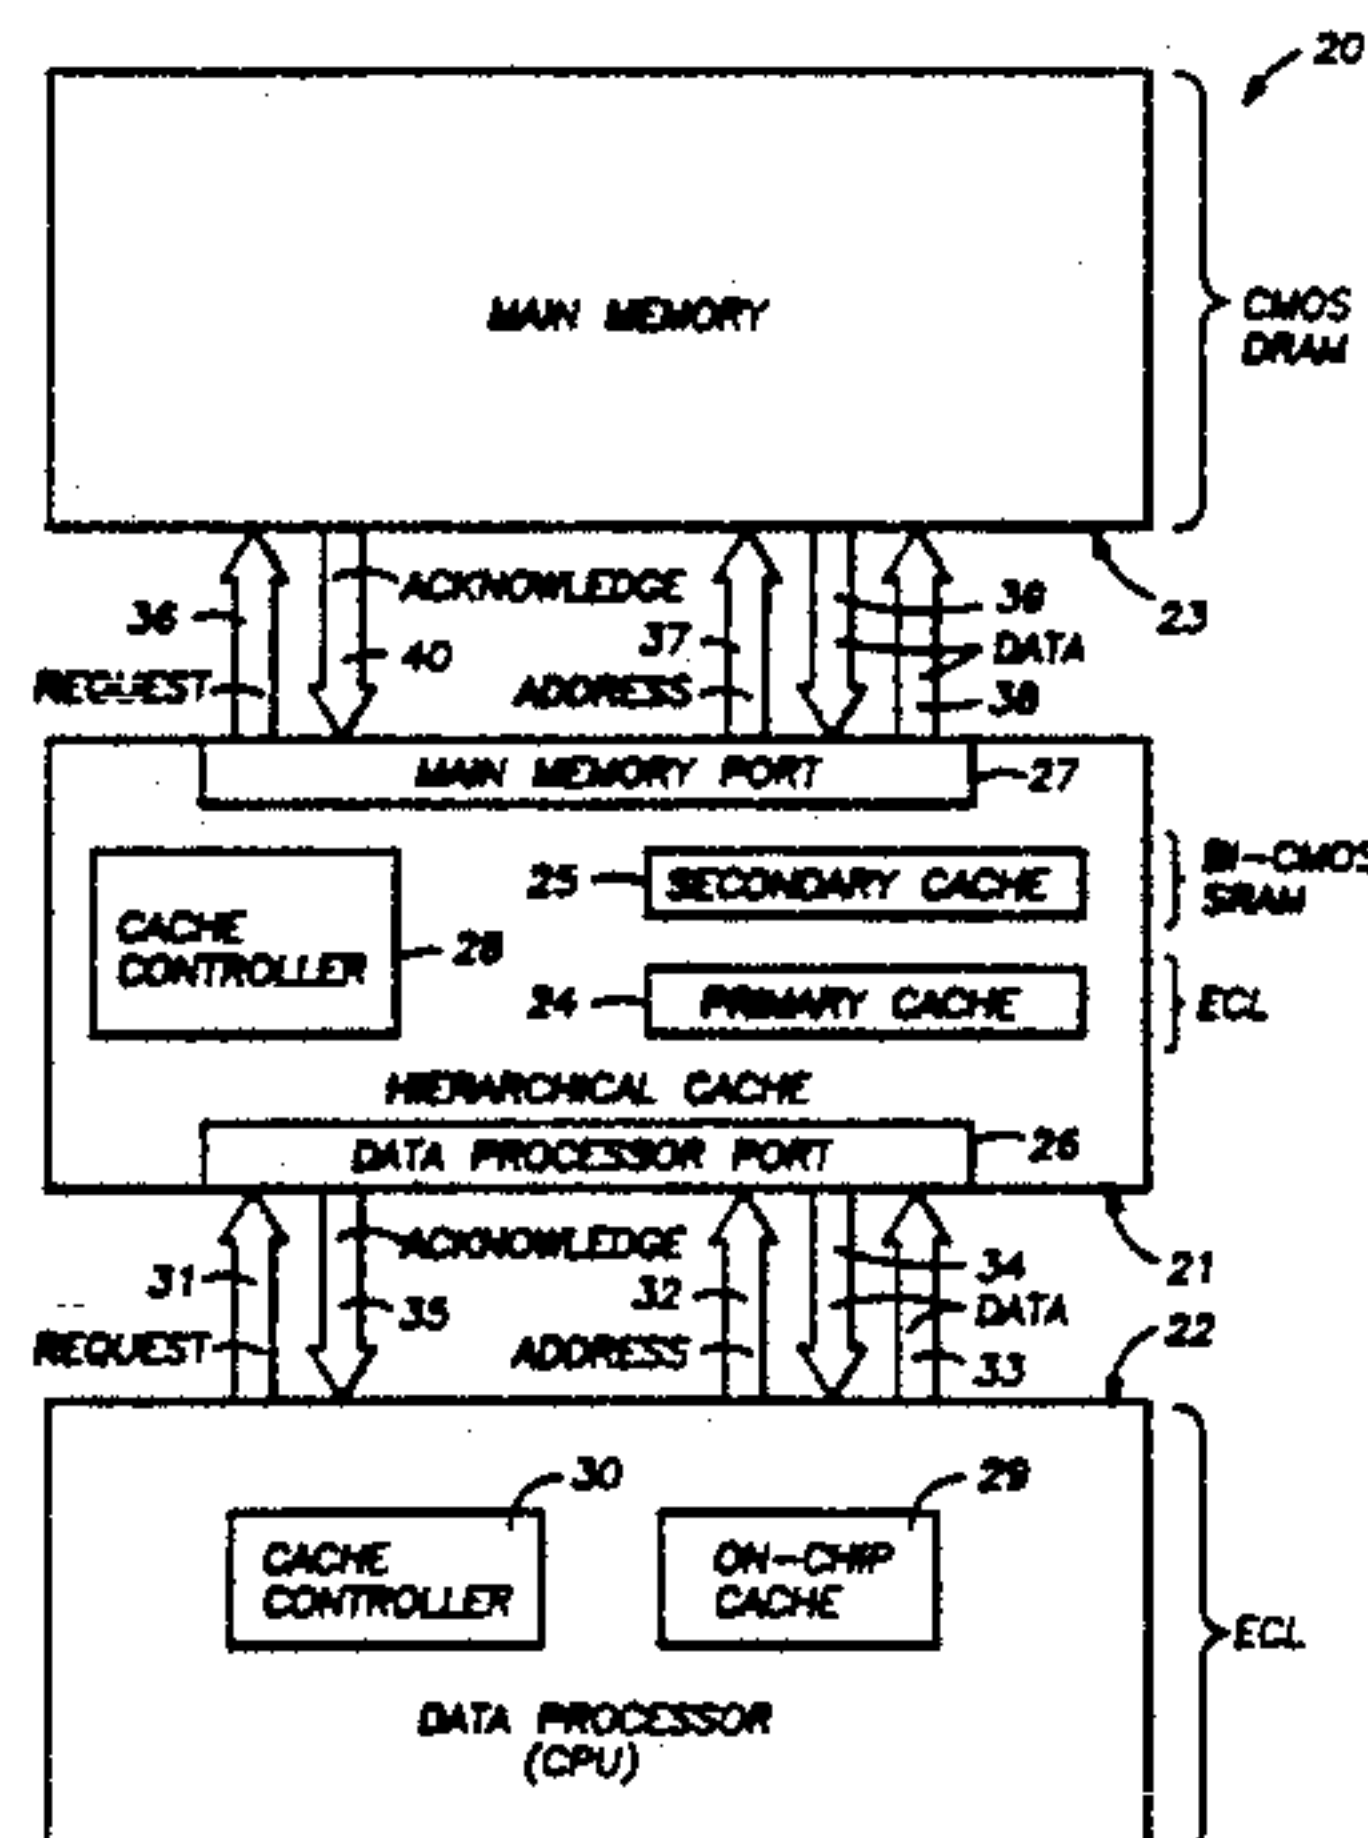 20
MAIN MEMORY
CMOS
DRAM
ACKNOWLEDGE
36
40
REQUEST
37
ADDRESS
DATA
38
23
MAIN MEMORY PORT
27
25
SECONDARY CACHE
BI-CMOS
SRAM
CACHE
CONTROLLER
28
24
PRIMARY CACHE
ECL
HIERARCHICAL CACHE
DATA PROCESSOR PORT
26
ACKNOWLEDGE
31
35
REQUEST
32
ADDRESS
34
DATA
33
21
22
30
29
CACHE
CONTROLLER
ON-CHIP
CACHE
ECL
DATA PROCESSOR
(CPU)